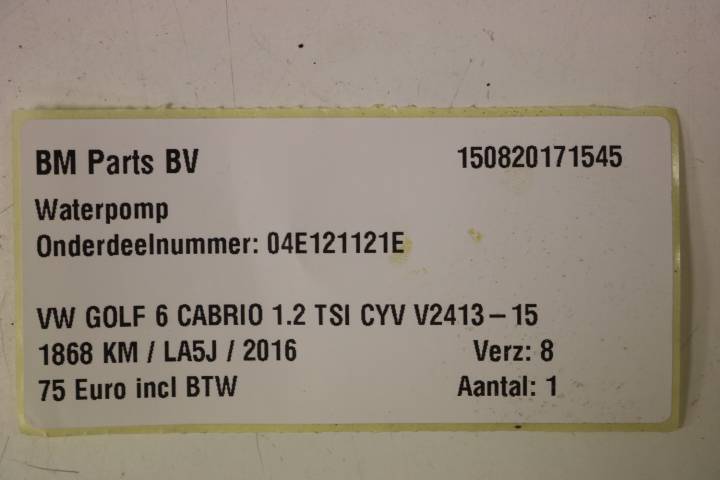 BM Parts BV 150820171545
Waterpomp
Onderdeelnummer: 04E121121E
VW GOLF 6 CABRIO 1.2 TSI CYV V2413-15
1868 KM / LA5J / 2016 Verz: 8
75 Euro incl BTW Aantal: 1